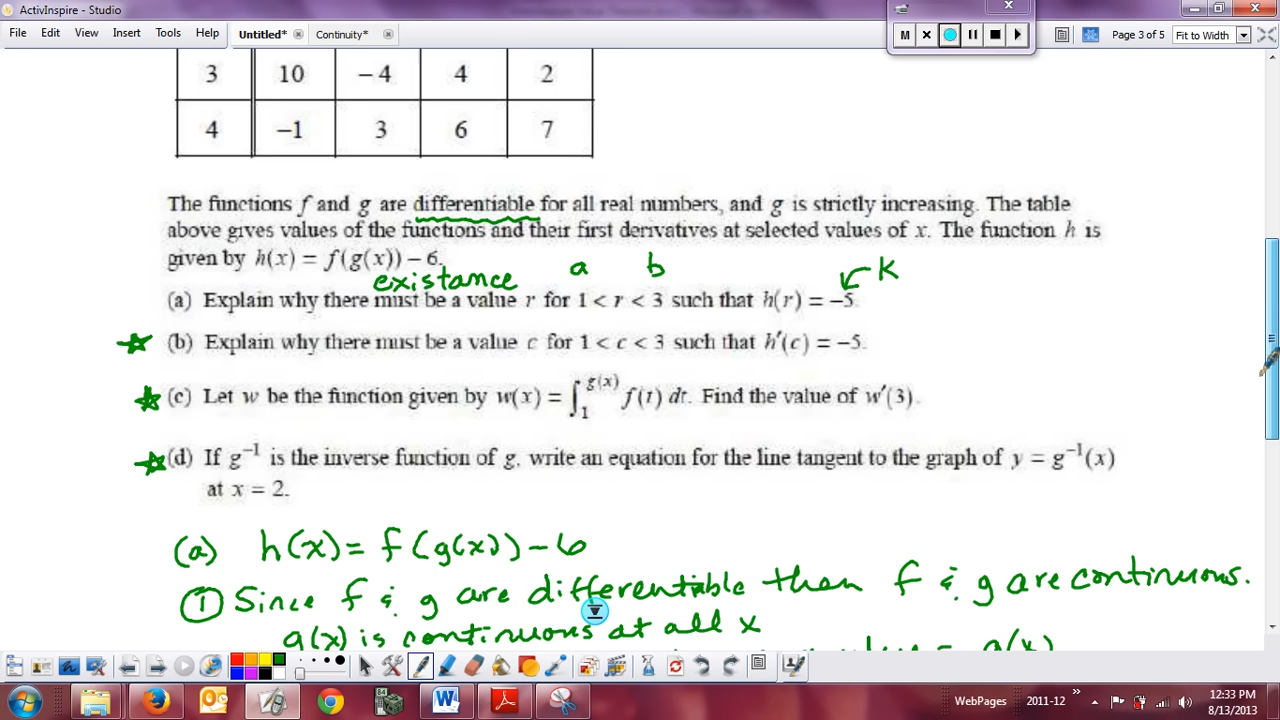 ActivInspire - Studio
File Edit View Insert Tools Help Untitled* Continuity* M Page 3 of 5 Fit to Width
3 10 −4 4 2
4 −1 3 6 7
The functions f and g are differentiable for all real numbers, and g is strictly increasing. The table
above gives values of the functions and their first derivatives at selected values of x. The function h is
given by h(x) = f(g(x)) − 6.
existance a b K
(a) Explain why there must be a value r for 1 < r < 3 such that h(r) = −5.
(b) Explain why there must be a value c for 1 < c < 3 such that h′(c) = −5.
(c) Let w be the function given by w(x) = ∫₁^g(x) f(t) dt. Find the value of w′(3).
(d) If g⁻¹ is the inverse function of g, write an equation for the line tangent to the graph of y = g⁻¹(x)
at x = 2.
(a) h(x) = f(g(x)) − 6
① Since f & g are differentiable then f & g are continuous.
g(x) is continuous at all x
= g(x)
WebPages 2011-12 » 12:33 PM
8/13/2013